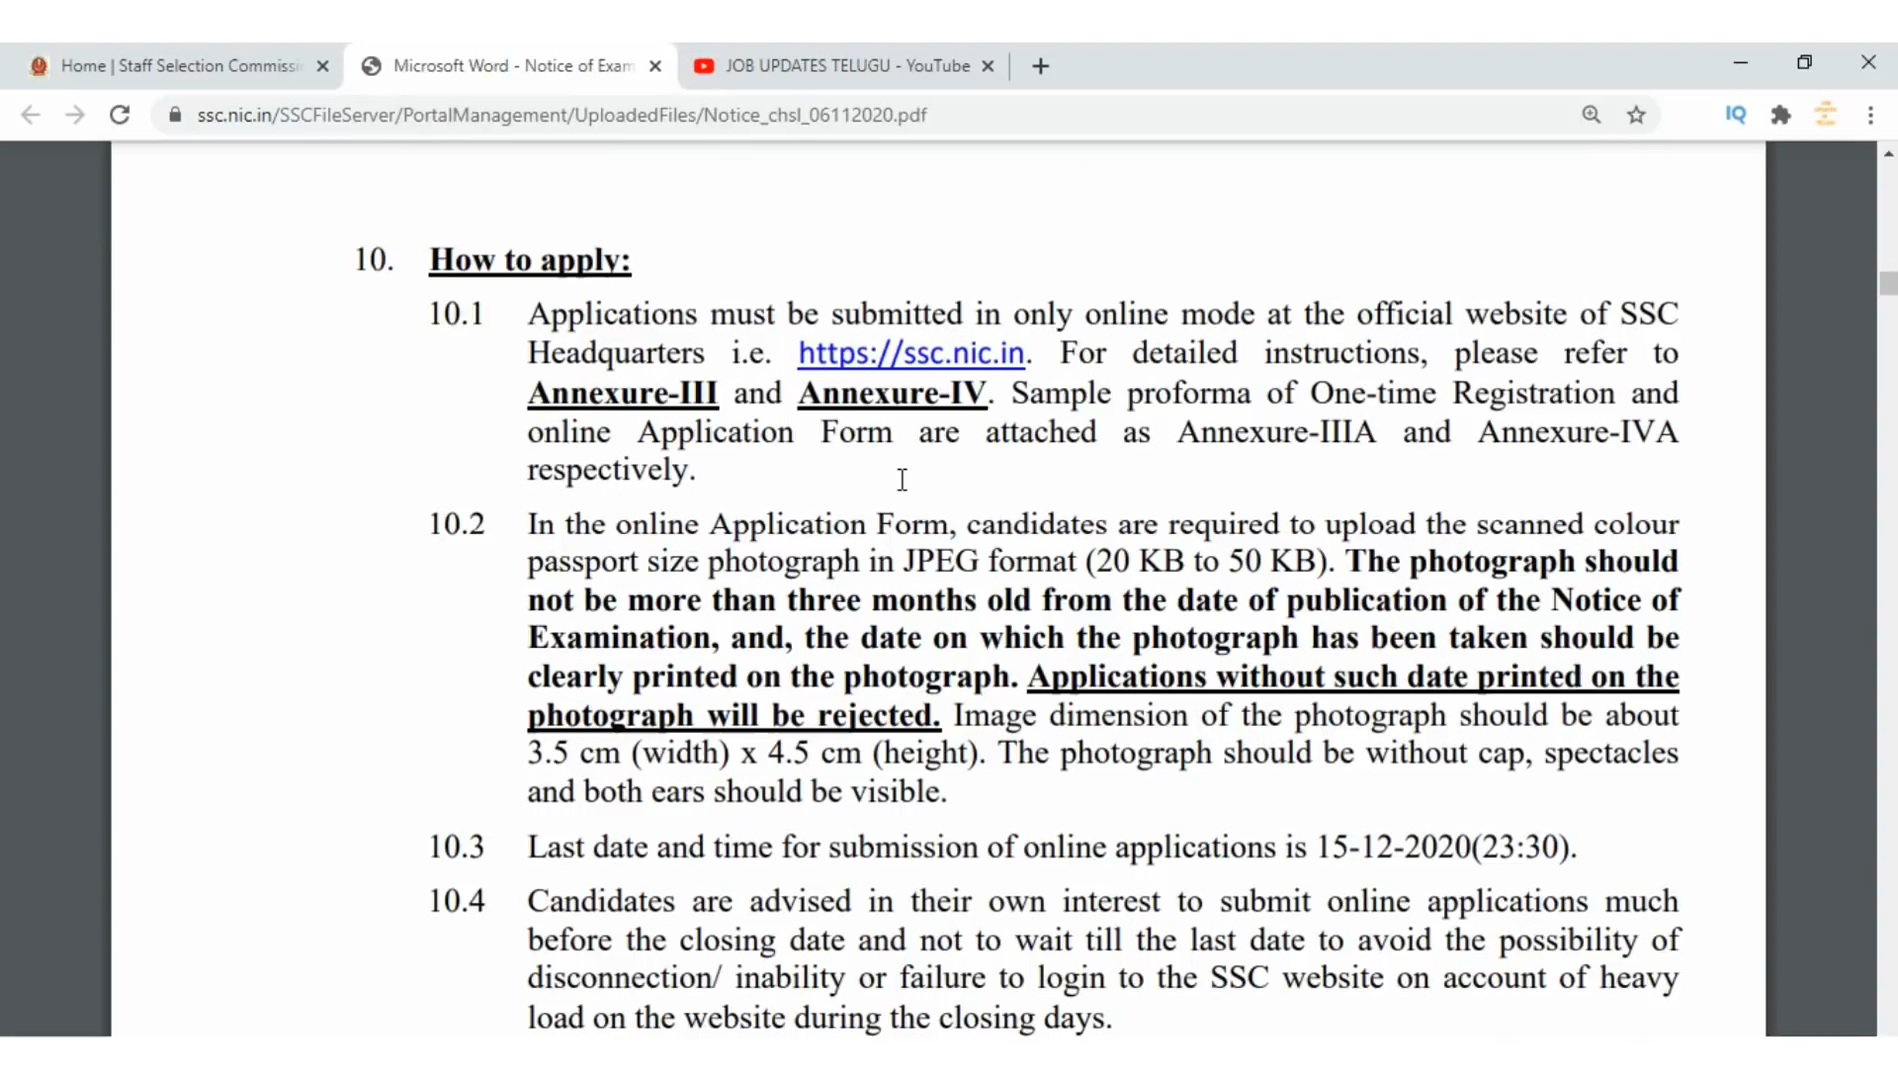 Home | Staff Selection Commissi
Microsoft Word - Notice of Exam
JOB UPDATES TELUGU - YouTube
ssc.nic.in/SSCFileServer/PortalManagement/UploadedFiles/Notice_chsl_06112020.pdf
IQ
10. How to apply:
10.1 Applications must be submitted in only online mode at the official website of SSC
Headquarters i.e. https://ssc.nic.in. For detailed instructions, please refer to
Annexure-III and Annexure-IV. Sample proforma of One-time Registration and
online Application Form are attached as Annexure-IIIA and Annexure-IVA
respectively.
10.2 In the online Application Form, candidates are required to upload the scanned colour
passport size photograph in JPEG format (20 KB to 50 KB). The photograph should
not be more than three months old from the date of publication of the Notice of
Examination, and, the date on which the photograph has been taken should be
clearly printed on the photograph. Applications without such date printed on the
photograph will be rejected. Image dimension of the photograph should be about
3.5 cm (width) x 4.5 cm (height). The photograph should be without cap, spectacles
and both ears should be visible.
10.3 Last date and time for submission of online applications is 15-12-2020(23:30).
10.4 Candidates are advised in their own interest to submit online applications much
before the closing date and not to wait till the last date to avoid the possibility of
disconnection/ inability or failure to login to the SSC website on account of heavy
load on the website during the closing days.